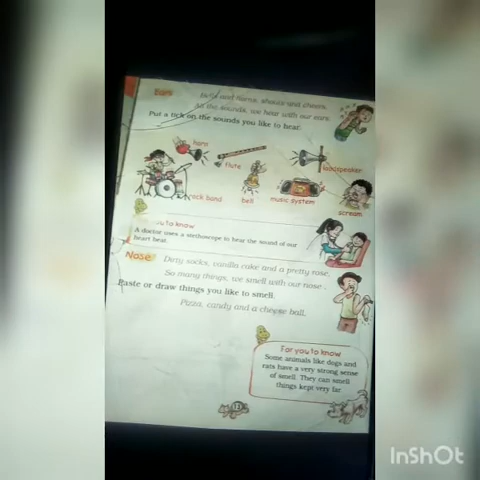 Ears
Bells and horns, shouts and cheers.
All the sounds, we hear with our ears.
Put a tick on the sounds you like to hear.
horn
flute
loudspeaker
rock band
bell
music system
scream
you to know
A doctor uses a stethoscope to hear the sound of our
heart beat.
Nose
Dirty socks, vanilla cake and a pretty rose,
So many things, we smell with our nose.
Paste or draw things you like to smell.
Pizza, candy and a cheese ball.
For you to know
Some animals like dogs and
rats have a very strong sense
of smell. They can smell
things kept very far.
InShOt